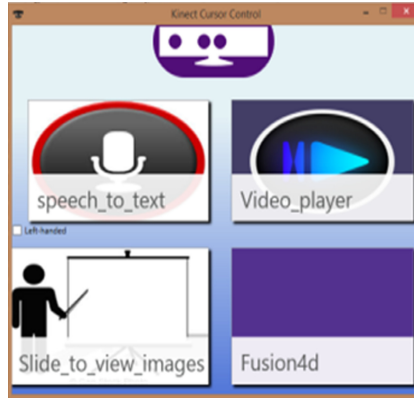 Kinect Cursor Control
speech_to_text
Video_player
Left-handed
Slide_to_view_images
Fusion4d